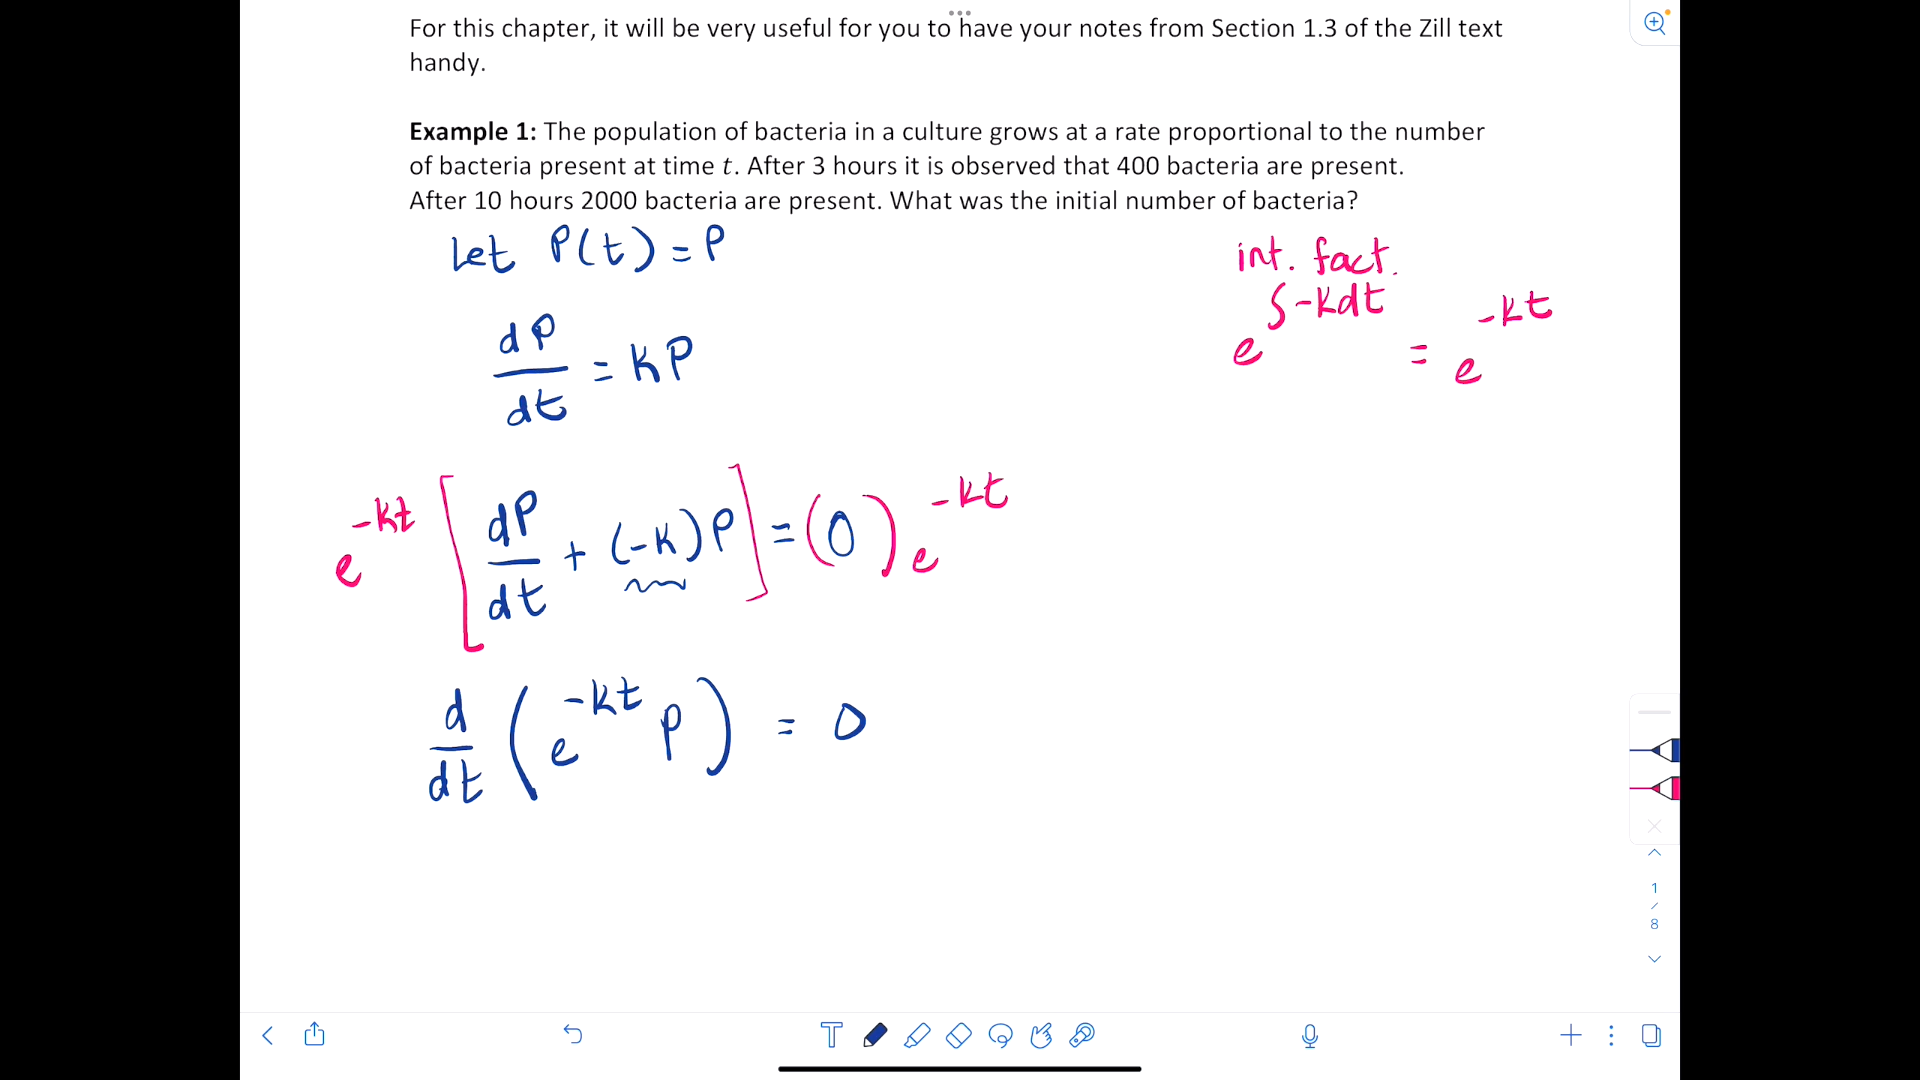 For this chapter, it will be very useful for you to have your notes from Section 1.3 of the Zill text
handy.
Example 1: The population of bacteria in a culture grows at a rate proportional to the number
of bacteria present at time t. After 3 hours it is observed that 400 bacteria are present.
After 10 hours 2000 bacteria are present. What was the initial number of bacteria?
Let P(t) = P
int. fact.
e^{∫-kdt} = e^{-kt}
dP/dt = kP
e^{-kt} [dP/dt + (-k)P] = (0) e^{-kt}
d/dt (e^{-kt} P) = 0
1
/
8
T